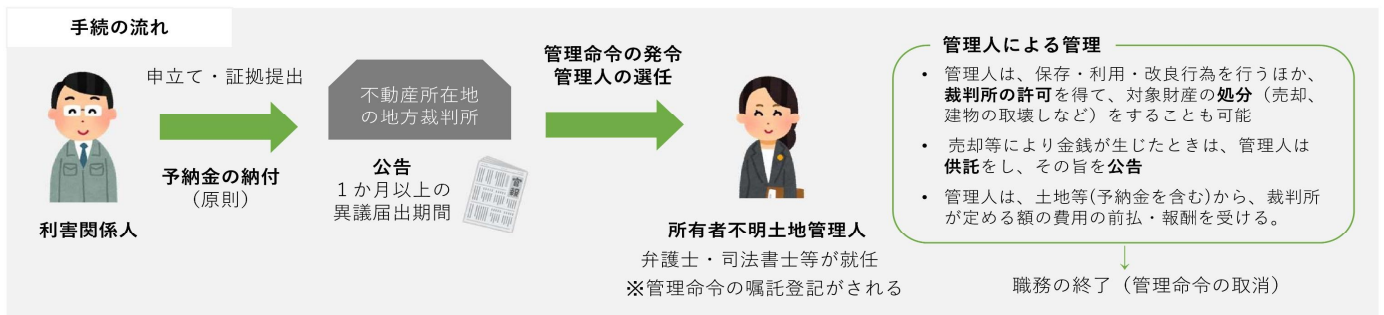 手続の流れ
申立て・証拠提出
予納金の納付
（原則）
利害関係人
不動産所在地
の地方裁判所
公告
１か月以上の
異議届出期間
官報
管理命令の発令
管理人の選任
所有者不明土地管理人
弁護士・司法書士等が就任
※管理命令の嘱託登記がされる
管理人による管理
• 管理人は、保存・利用・改良行為を行うほか、
裁判所の許可を得て、対象財産の処分（売却、
建物の取壊しなど）をすることも可能
• 売却等により金銭が生じたときは、管理人は
供託をし、その旨を公告
• 管理人は、土地等(予納金を含む)から、裁判所
が定める額の費用の前払・報酬を受ける。
職務の終了（管理命令の取消）